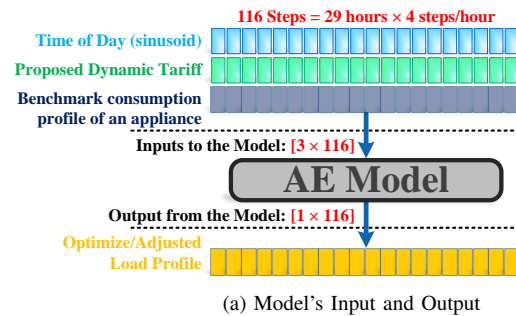 116 Steps = 29 hours × 4 steps/hour
Time of Day (sinusoid)
Proposed Dynamic Tariff
Benchmark consumption
profile of an appliance
Inputs to the Model: [3 × 116]
AE Model
Output from the Model: [1 × 116]
Optimize/Adjusted
Load Profile
(a) Model's Input and Output